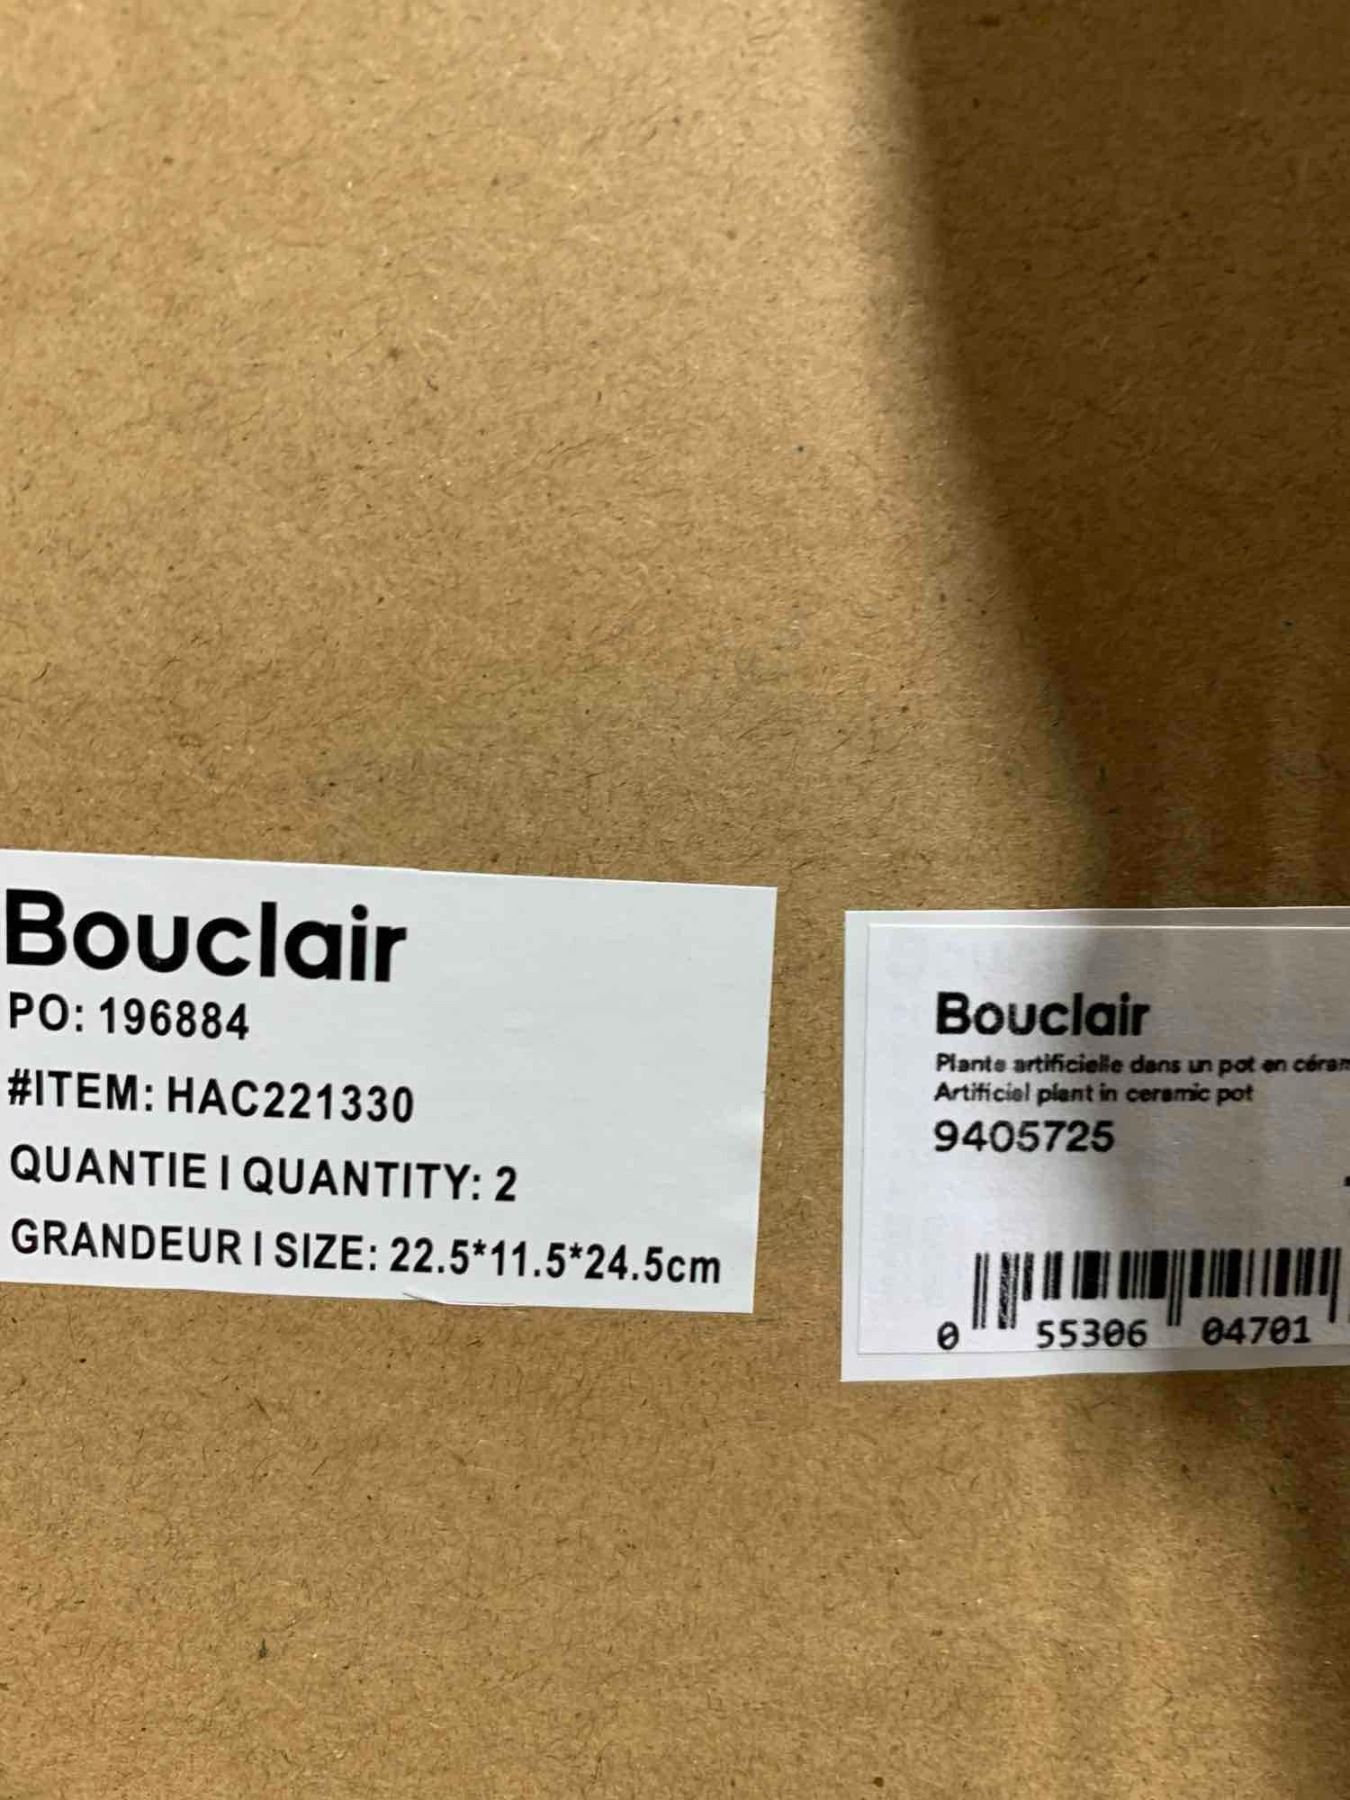 Bouclair
PO: 196884
#ITEM: HAC221330
QUANTIE I QUANTITY: 2
GRANDEUR I SIZE: 22.5*11.5*24.5cm
Bouclair
Plante artificielle dans un pot en céram
Artificial plant in ceramic pot
9405725
0 55306 04701